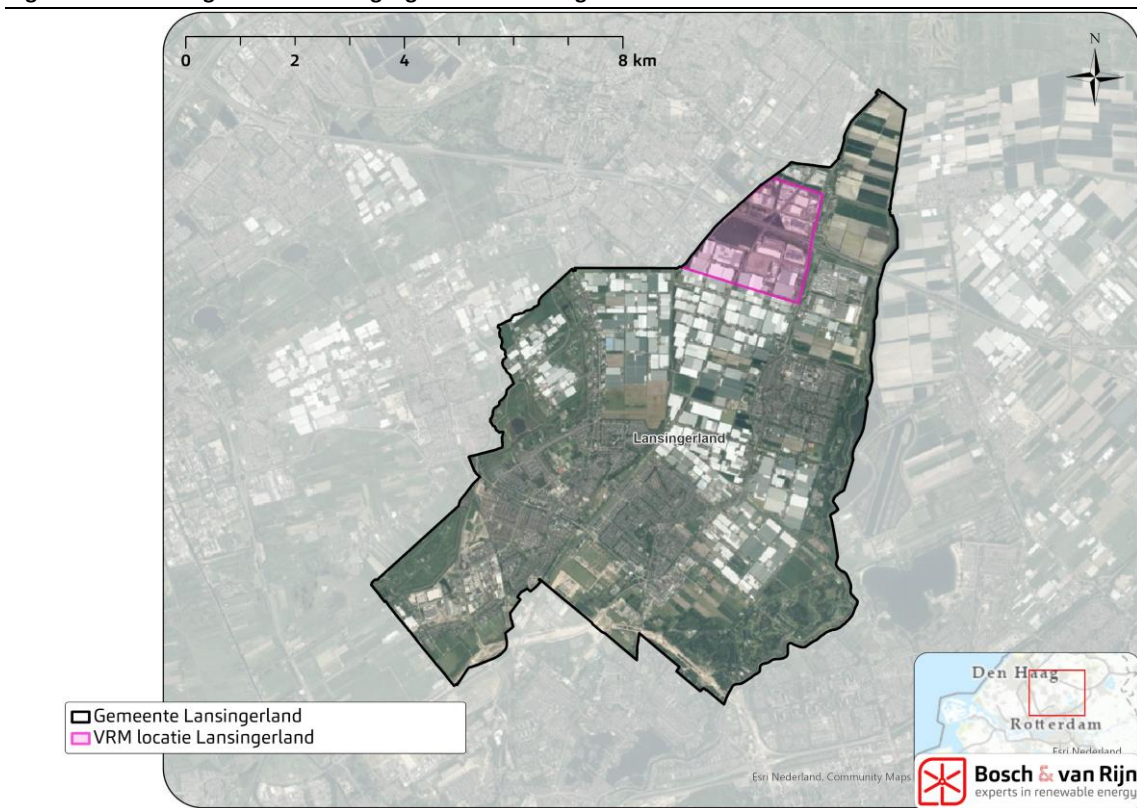 0 2 4 8 km
N
Lansingerland
Gemeente Lansingerland
VRM locatie Lansingerland
Den Haag
Rotterdam
Esri Nederland
Esri Nederland, Community Maps
Bosch & van Rijn
experts in renewable energy